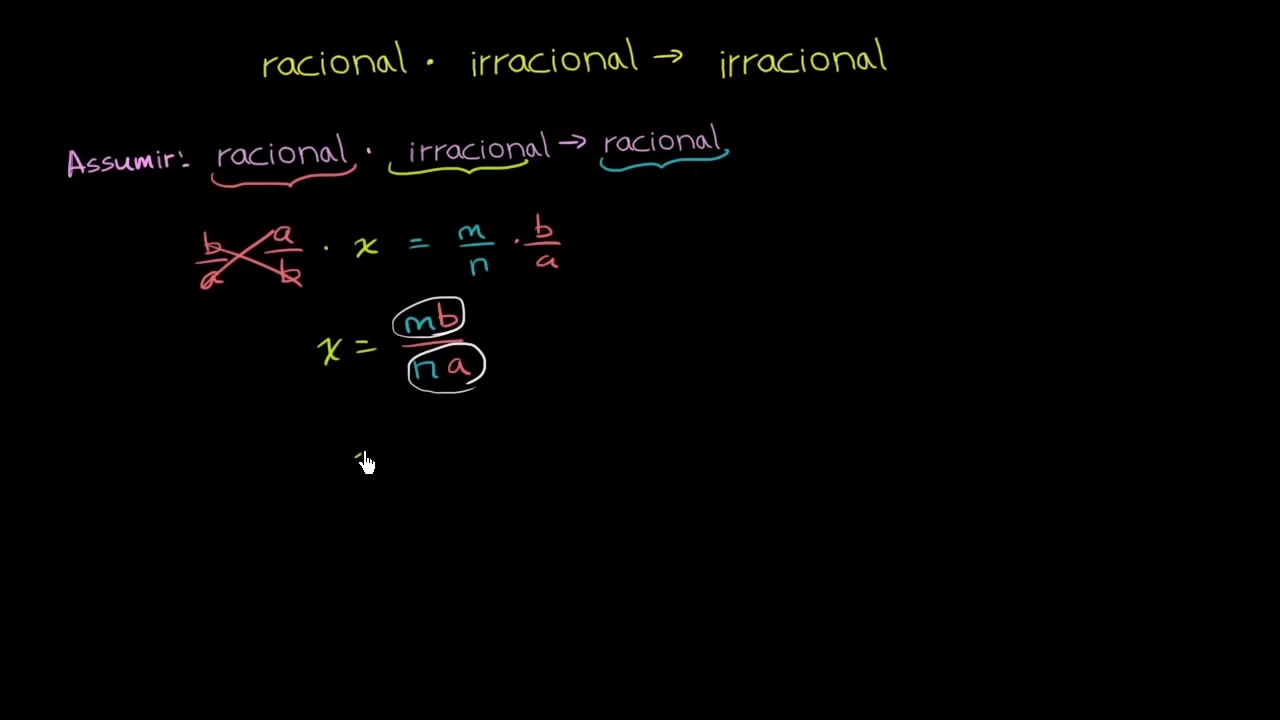 racional · irracional → irracional
Assumir: racional · irracional → racional
b/a a/b · x = m/n · b/a
x = mb/na